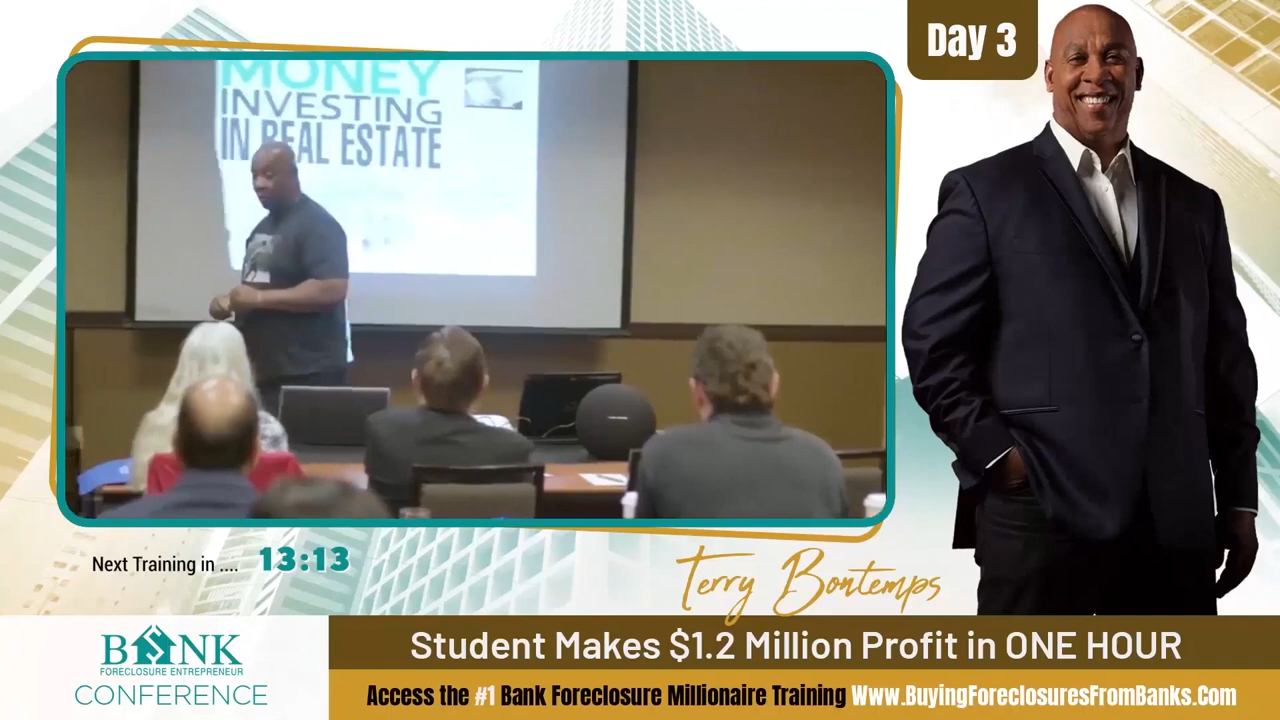 Day 3
MONEY
INVESTING
IN REAL ESTATE
Next Training in .... 13:13
Terry Bontemps
BANK
FORECLOSURE ENTREPRENEUR
CONFERENCE
Student Makes $1.2 Million Profit in ONE HOUR
Access the #1 Bank Foreclosure Millionaire Training Www.BuyingForeclosuresFromBanks.Com